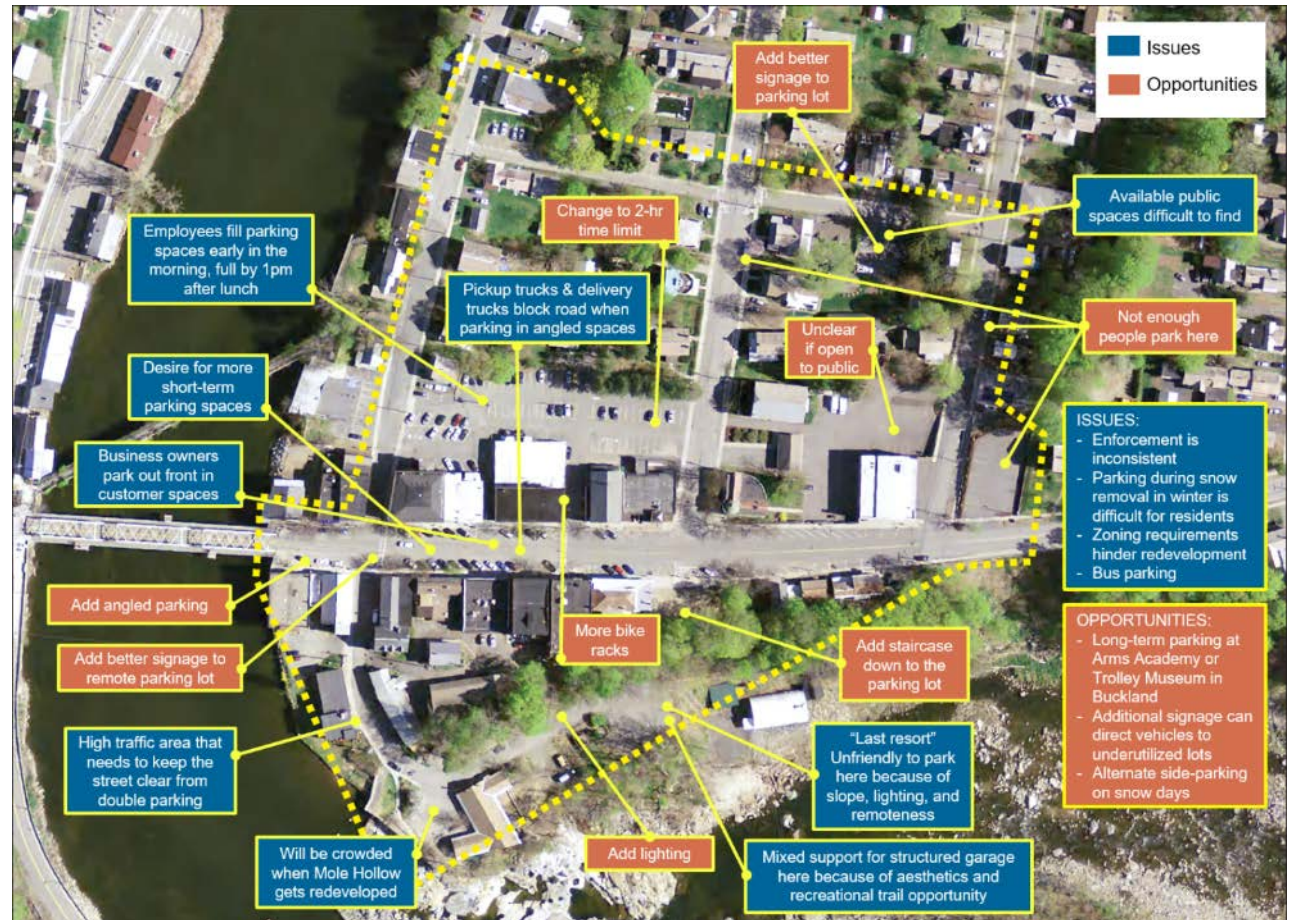 Issues
Opportunities
Add better
signage to
parking lot
Available public
spaces difficult to find
Employees fill parking
spaces early in the
morning, full by 1pm
after lunch
Change to 2-hr
time limit
Pickup trucks & delivery
trucks block road when
parking in angled spaces
Unclear
if open
to public
Not enough
people park here
Desire for more
short-term
parking spaces
Business owners
park out front in
customer spaces
ISSUES:
- Enforcement is
inconsistent
- Parking during snow
removal in winter is
difficult for residents
- Zoning requirements
hinder redevelopment
- Bus parking
Add angled parking
More bike
racks
Add better signage to
remote parking lot
Add staircase
down to the
parking lot
OPPORTUNITIES:
- Long-term parking at
Arms Academy or
Trolley Museum in
Buckland
- Additional signage can
direct vehicles to
underutilized lots
- Alternate side-parking
on snow days
High traffic area that
needs to keep the
street clear from
double parking
"Last resort"
Unfriendly to park
here because of
slope, lighting, and
remoteness
Will be crowded
when Mole Hollow
gets redeveloped
Add lighting
Mixed support for structured garage
here because of aesthetics and
recreational trail opportunity